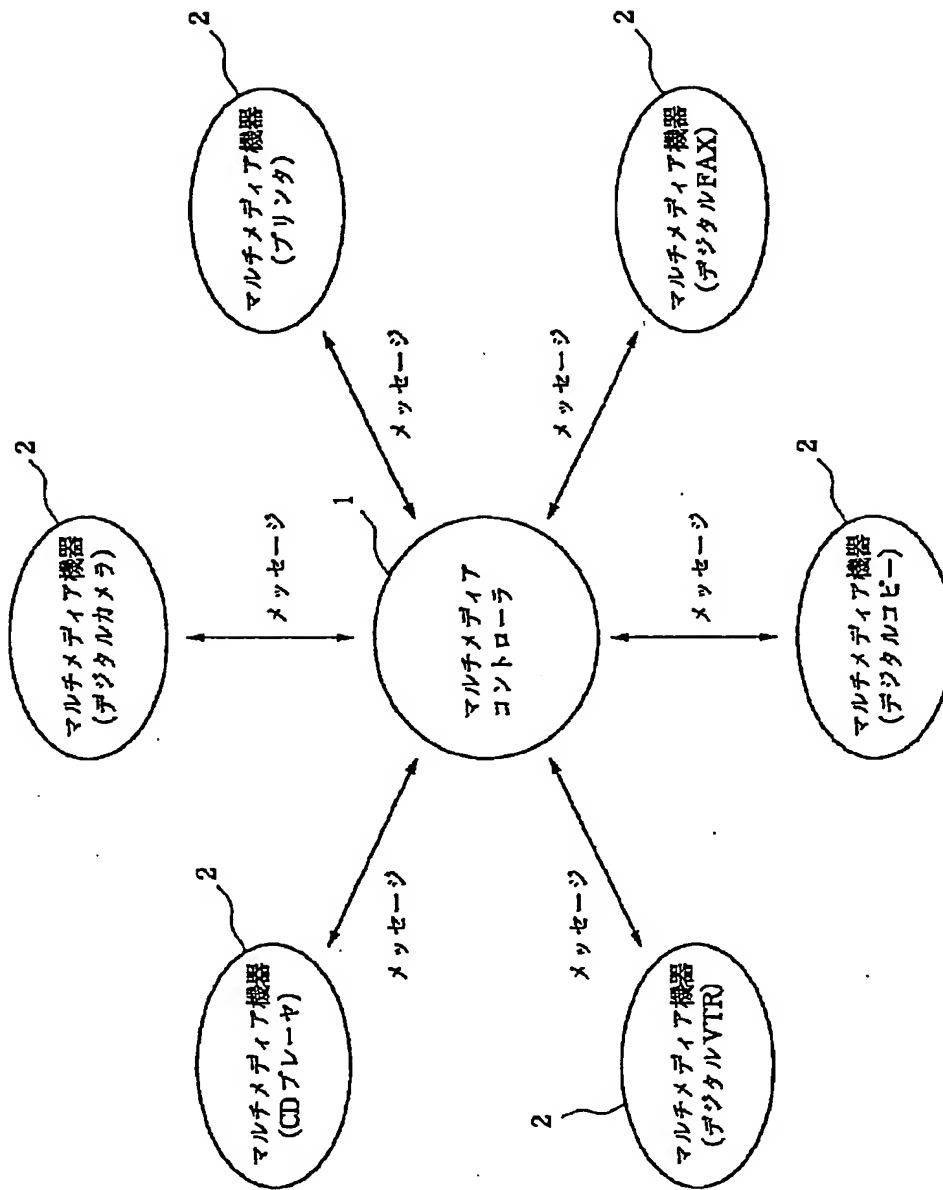 2
マルチメディア機器
(デジタルカメラ)
2
マルチメディア機器
(CDプレーヤ)
2
マルチメディア機器
(プリンタ)
メッセージ
メッセージ
メッセージ
1
マルチメディア
コントローラ
メッセージ
メッセージ
メッセージ
2
マルチメディア機器
(デジタルVTR)
2
マルチメディア機器
(デジタルFAX)
2
マルチメディア機器
(デジタルコピー)